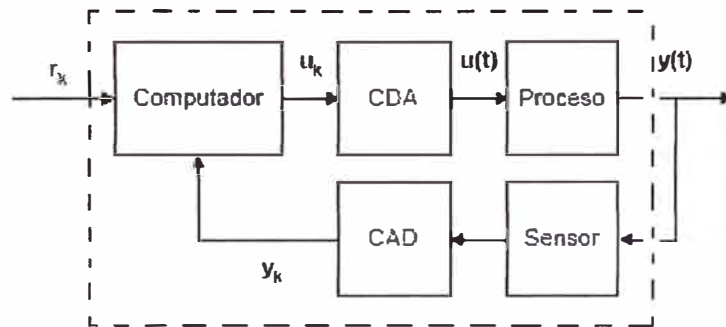 r_k
Computador
u_k
CDA
u(t)
Proceso
y(t)
CAD
Sensor
y_k